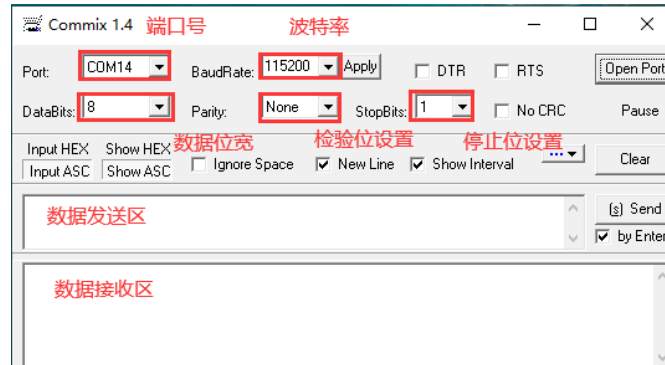 Commix 1.4 端口号 波特率
Port: COM14 BaudRate: 115200 Apply DTR RTS Open Port
DataBits: 8 Parity: None StopBits: 1 No CRC Pause
数据位宽 检验位设置 停止位设置
Input HEX Show HEX
Input ASC Show ASC Ignore Space New Line Show Interval ... Clear
数据发送区 (s) Send
by Enter
数据接收区